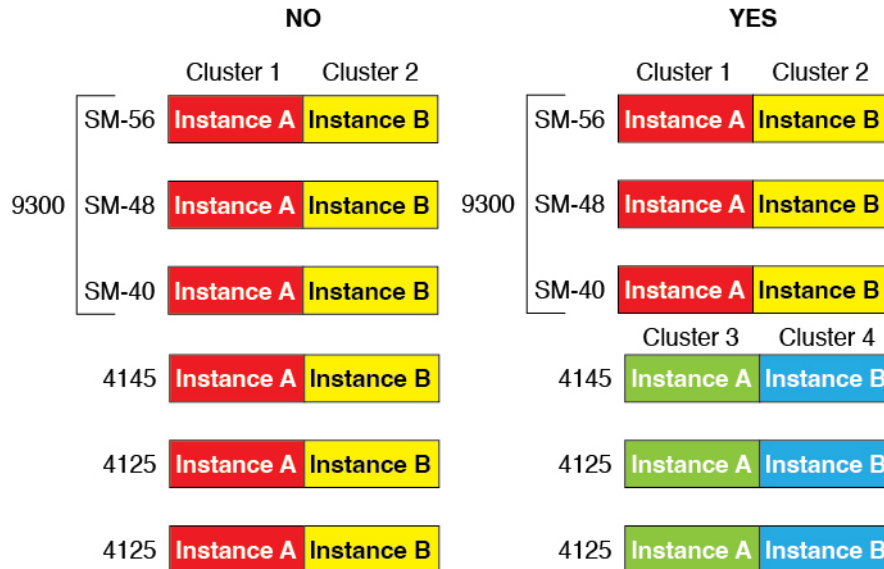 NO YES
Cluster 1 Cluster 2 Cluster 1 Cluster 2
SM-56 Instance A Instance B SM-56 Instance A Instance B
9300 SM-48 Instance A Instance B 9300 SM-48 Instance A Instance B
SM-40 Instance A Instance B SM-40 Instance A Instance B
Cluster 3 Cluster 4
4145 Instance A Instance B 4145 Instance A Instance B
4125 Instance A Instance B 4125 Instance A Instance B
4125 Instance A Instance B 4125 Instance A Instance B